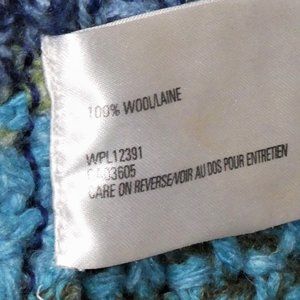 100% WOOL/LAINE
WPL12391
CARE ON REVERSE/VOIR AU DOS POUR ENTRETIEN